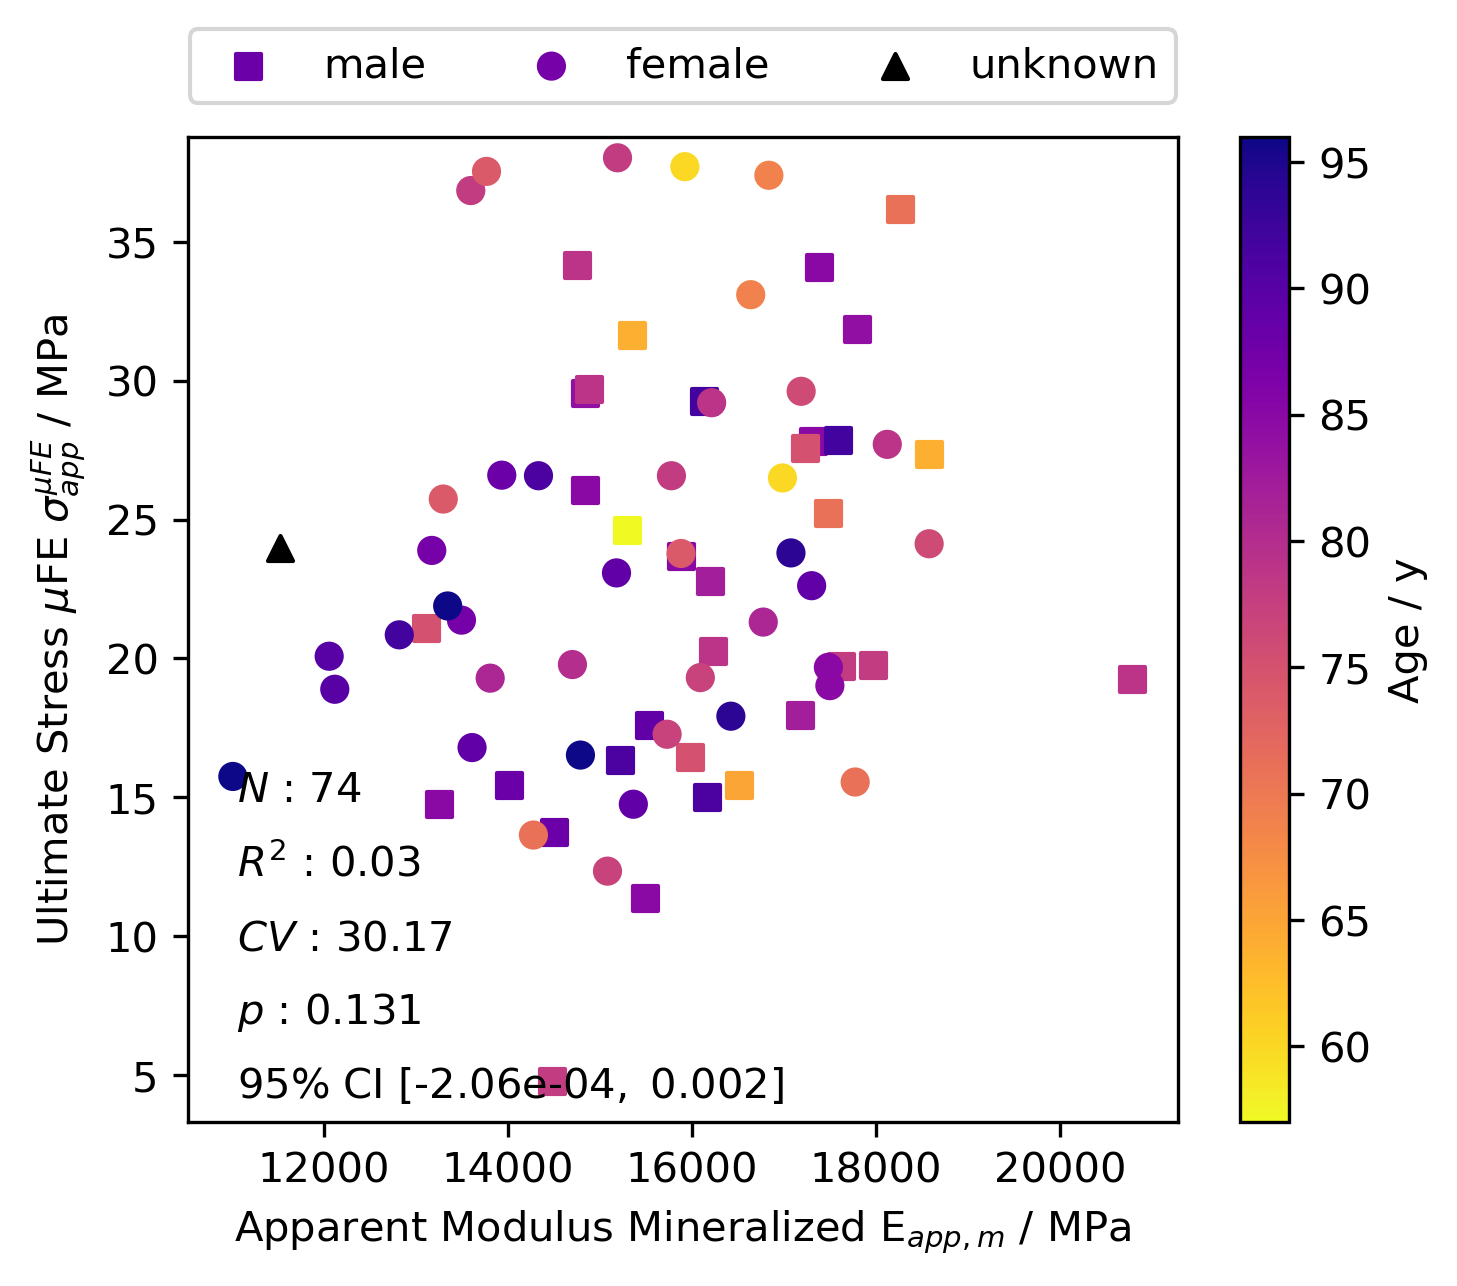 male female unknown
35
30
25
20
15
10
5
Ultimate Stress μFE σ_app^μFE / MPa
N : 74
R² : 0.03
CV : 30.17
p : 0.131
95% CI [-2.06e-04, 0.002]
12000 14000 16000 18000 20000
Apparent Modulus Mineralized E_app,m / MPa
95
90
85
80
75
70
65
60
Age / y